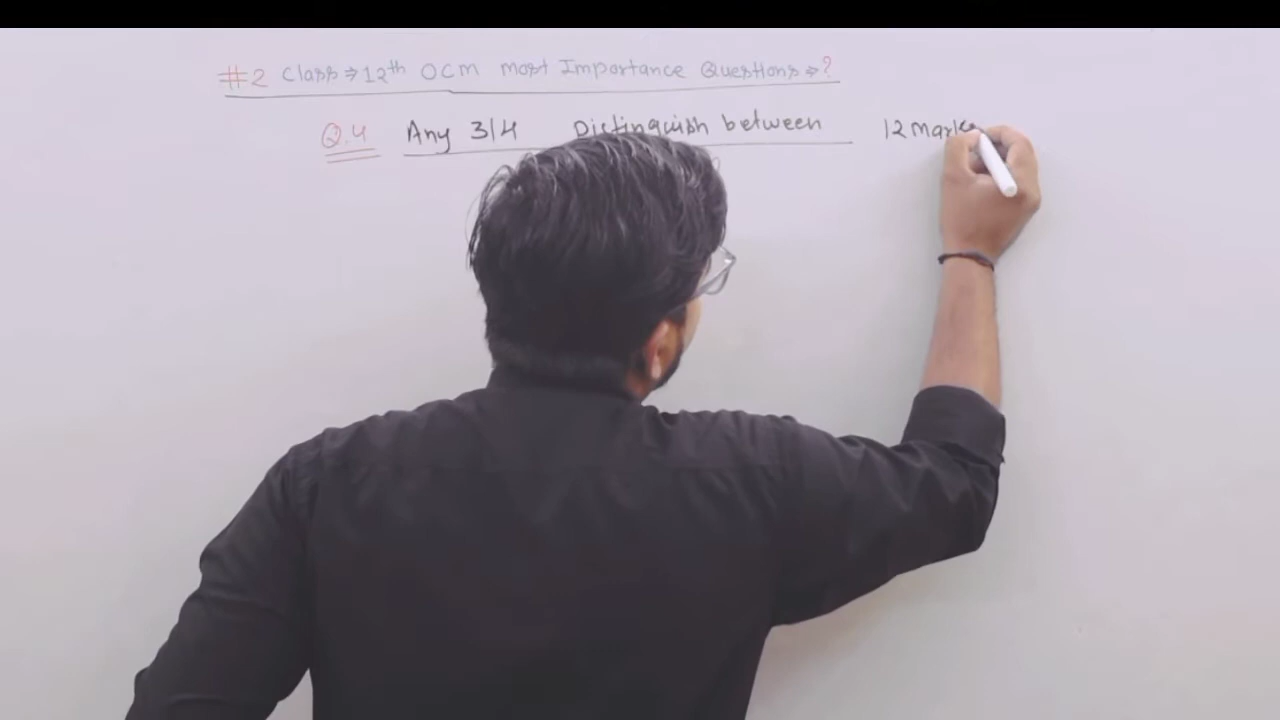 #2 Class⇒12th OCM Most Importance Questions⇒?
Q.4 Any 3/4 Distinguish between 12 Marks